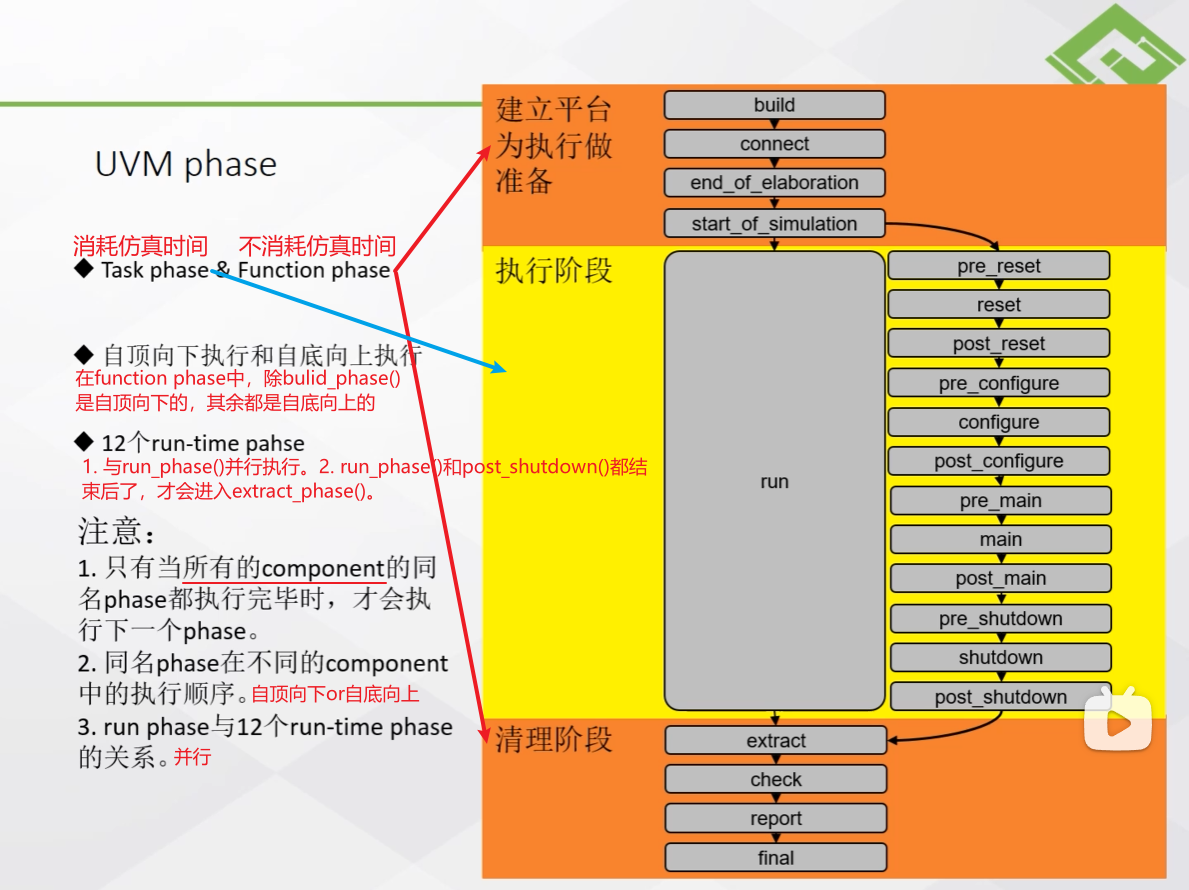 UVM phase
消耗仿真时间 不消耗仿真时间
◆ Task phase & Function phase
◆ 自顶向下执行和自底向上执行
在function phase中，除bulid_phase()
是自顶向下的，其余都是自底向上的
◆ 12个run-time pahse
1. 与run_phase()并行执行。2. run_phase()和post_shutdown()都结
束后了，才会进入extract_phase()。
注意：
1. 只有当所有的component的同
名phase都执行完毕时，才会执
行下一个phase。
2. 同名phase在不同的component
中的执行顺序。自顶向下or自底向上
3. run phase与12个run-time phase
的关系。并行
建立平台
为执行做
准备
build
connect
end_of_elaboration
start_of_simulation
执行阶段
run
pre_reset
reset
post_reset
pre_configure
configure
post_configure
pre_main
main
post_main
pre_shutdown
shutdown
post_shutdown
清理阶段
extract
check
report
final